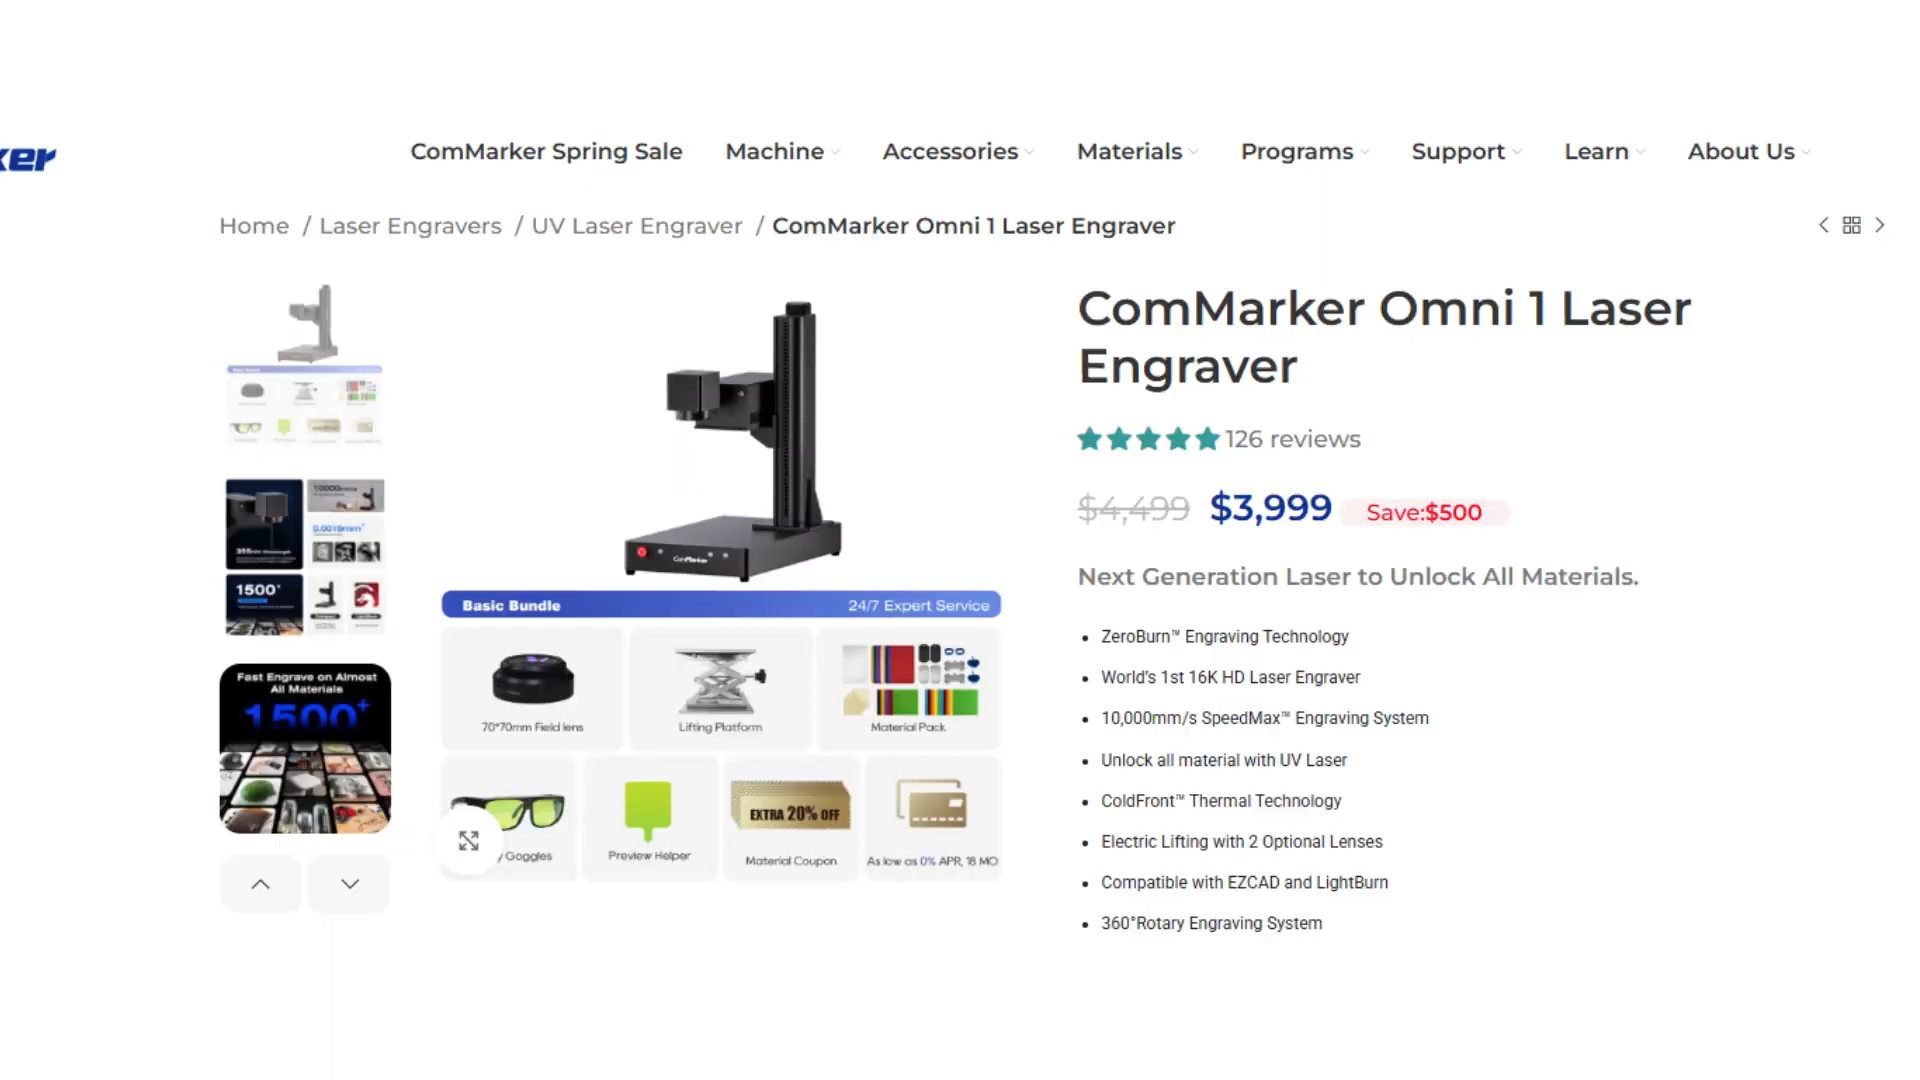 ker
ComMarker Spring Sale
Machine
Accessories
Materials
Programs
Support
Learn
About Us
Home / Laser Engravers / UV Laser Engraver / ComMarker Omni 1 Laser Engraver
ComMarker Omni 1 Laser
Engraver
126 reviews
$4,499 $3,999 Save:$500
Next Generation Laser to Unlock All Materials.
• ZeroBurn™ Engraving Technology
• World's 1st 16K HD Laser Engraver
• 10,000mm/s SpeedMax™ Engraving System
• Unlock all material with UV Laser
• ColdFront™ Thermal Technology
• Electric Lifting with 2 Optional Lenses
• Compatible with EZCAD and LightBurn
• 360°Rotary Engraving System
ComMarker
Basic Bundle
24/7 Expert Service
70*70mm Field lens
Lifting Platform
Material Pack
y Goggles
Preview Helper
EXTRA 20% OFF
Material Coupon
As low as 0% APR, 18 MO
10000mm/s
0.0019mm²
1500+
Fast Engrave on Almost
All Materials
1500+